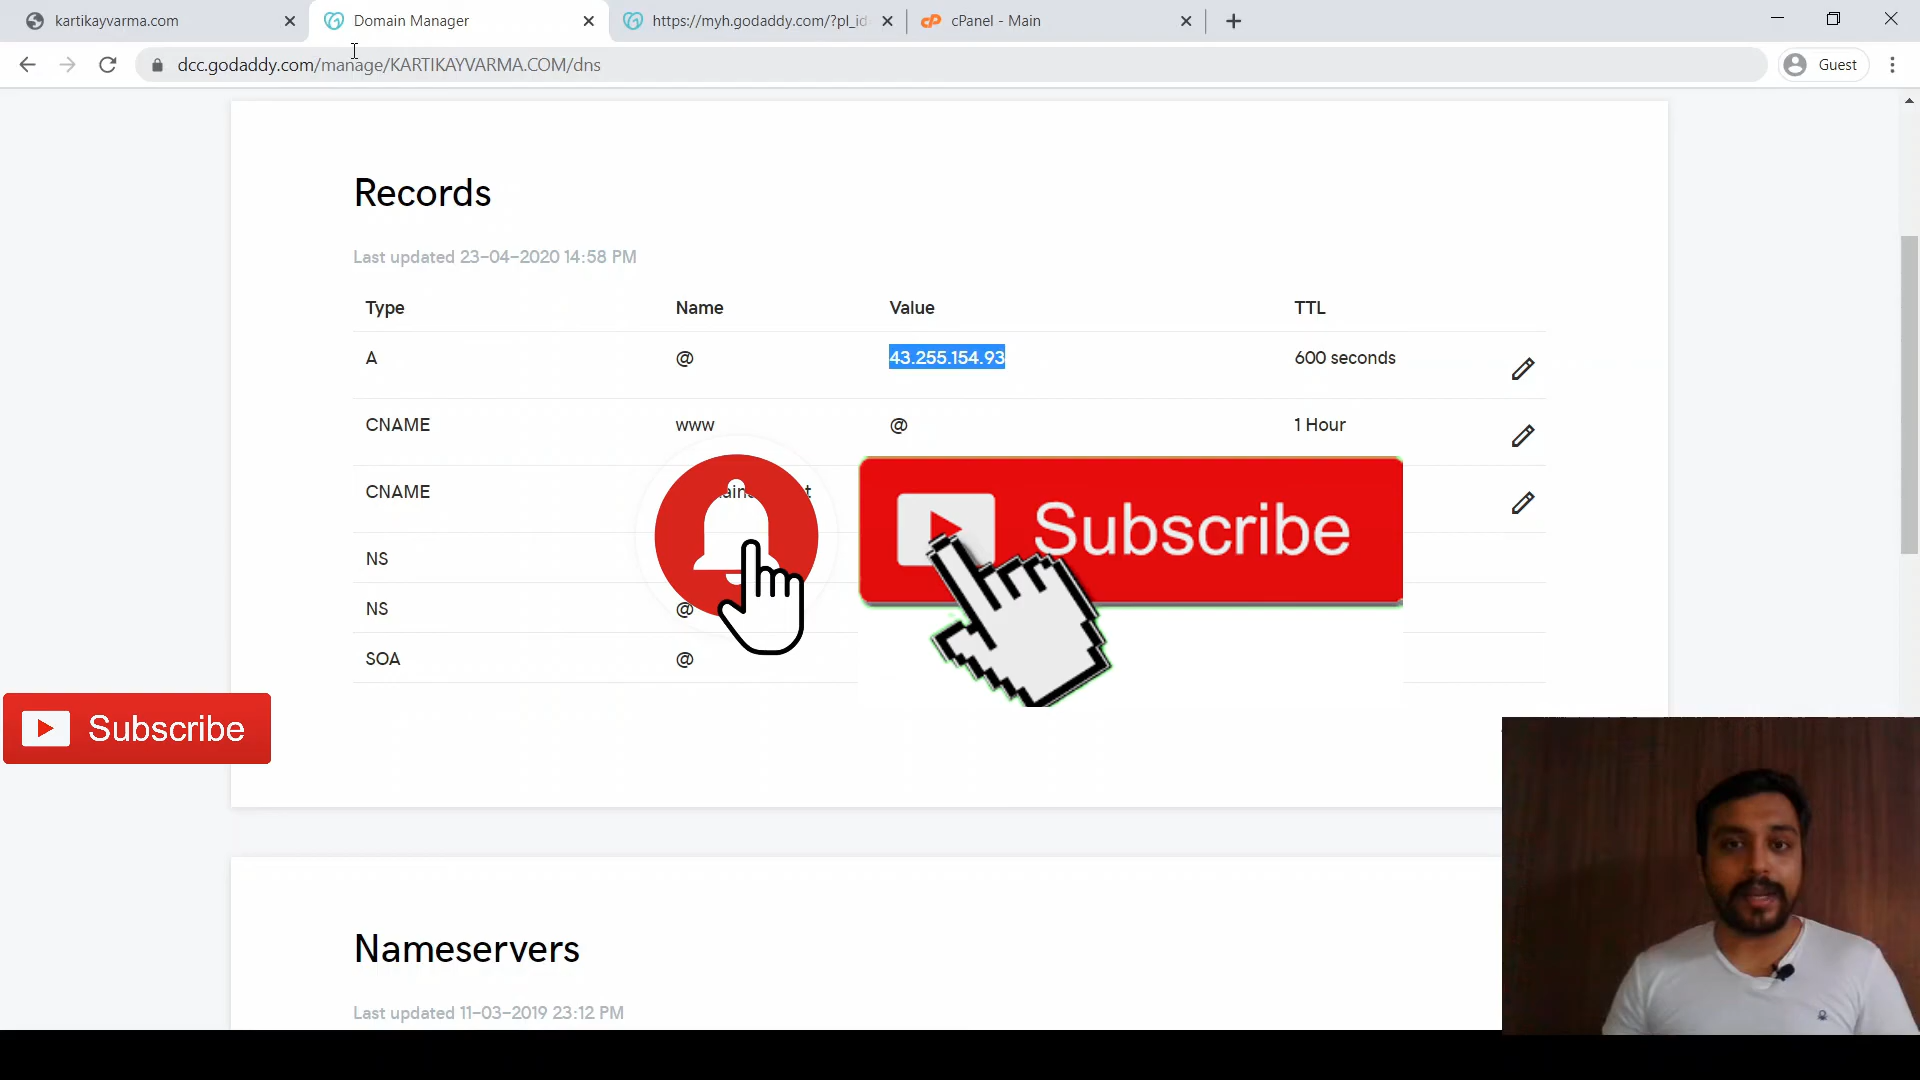 kartikayvarma.com
Domain Manager
https://myh.godaddy.com/?pl_id
cPanel - Main
dcc.godaddy.com/manage/KARTIKAYVARMA.COM/dns
Guest
Records
Last updated 23-04-2020 14:58 PM
Type Name Value TTL
A @ 43.255.154.93 600 seconds
CNAME www @ 1 Hour
CNAME
NS
NS @
SOA @
Subscribe
Subscribe
Nameservers
Last updated 11-03-2019 23:12 PM